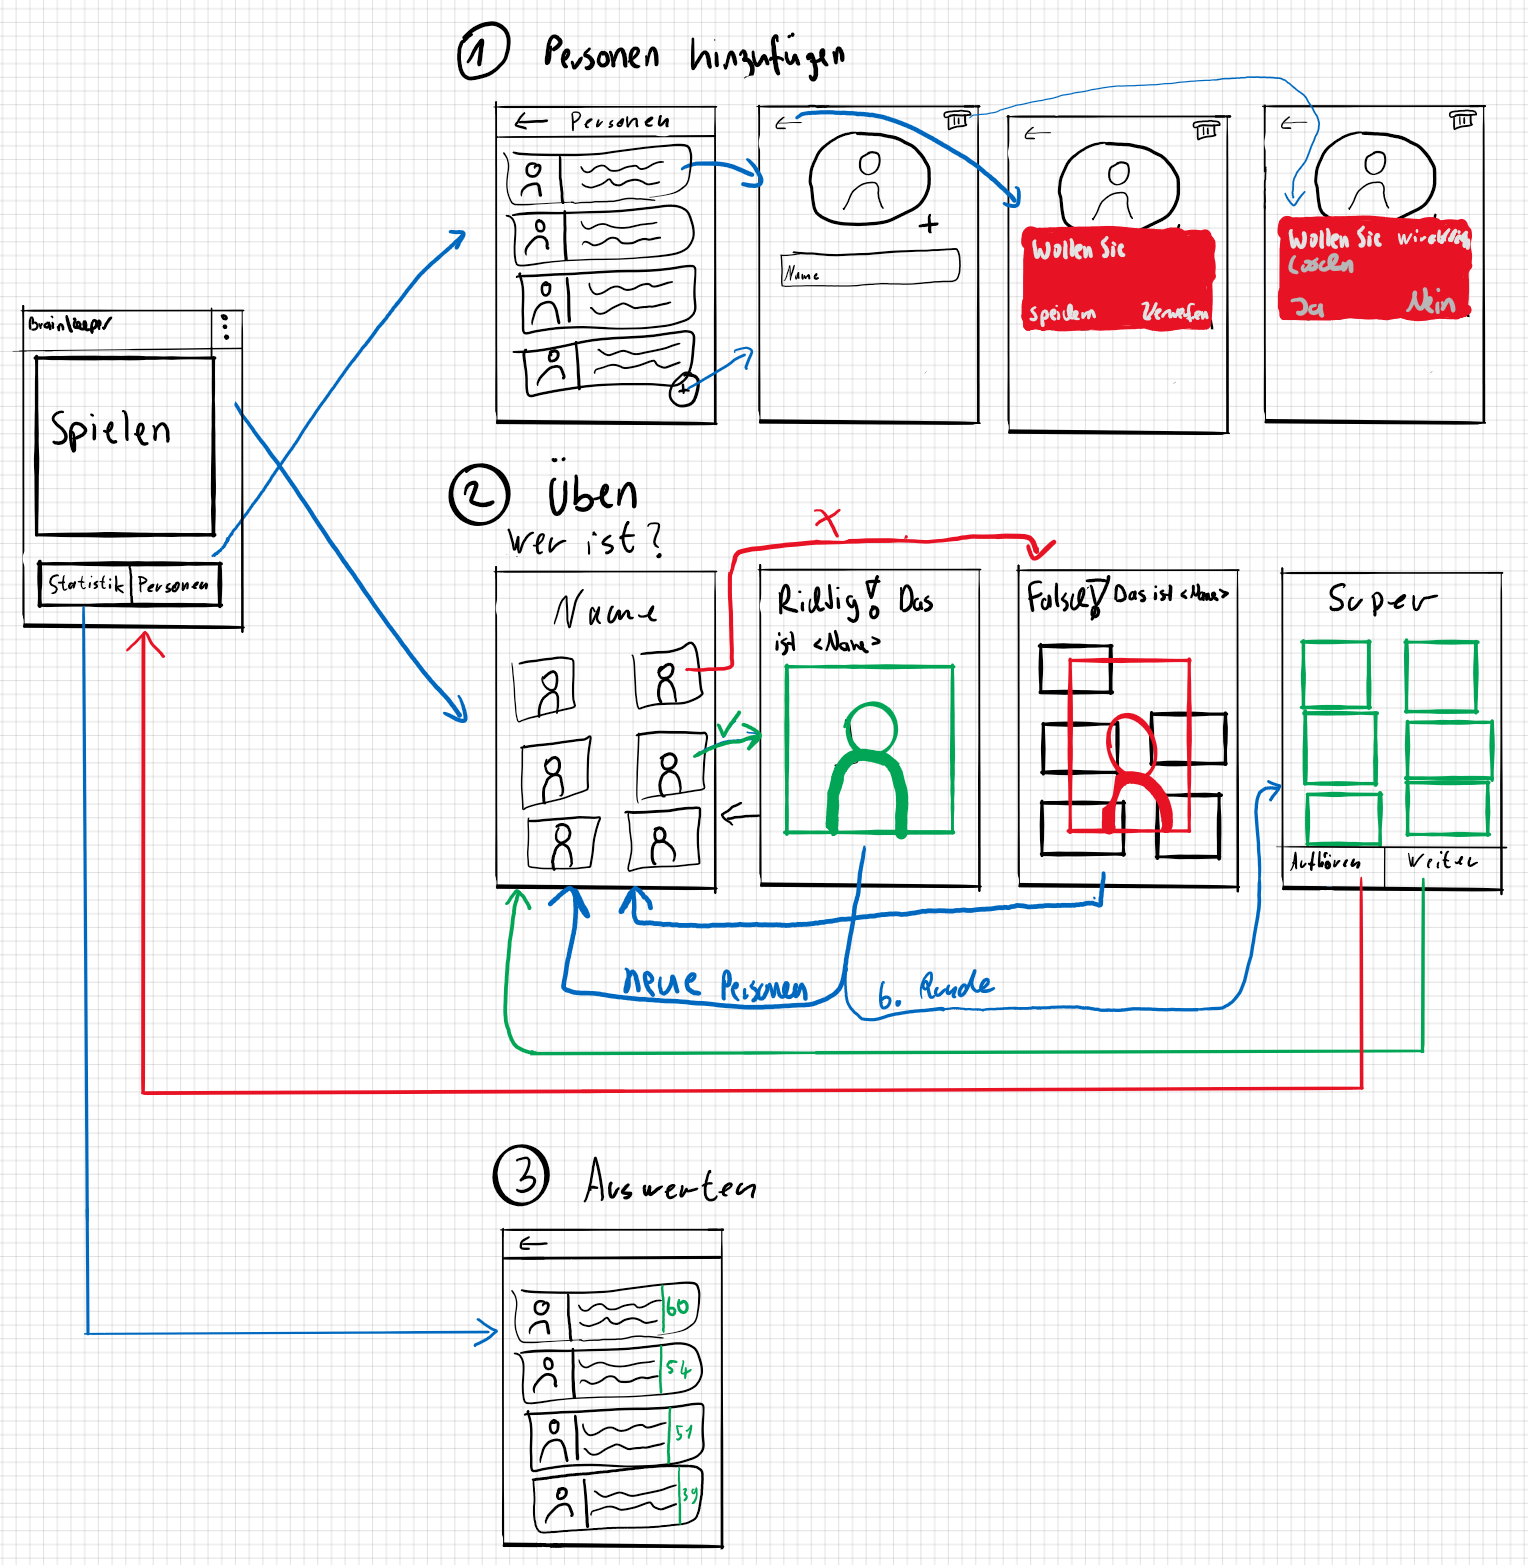 1 Personen hinzufügen
← Personen
+
+
Name
Wollen Sie
Speichern Verwerfen
Wollen Sie wirklich
Löschen
Ja Nein
Brainkeeper
Spielen
Statistik Personen
2 Üben
wer ist?
Name
Richtig! Das
ist <Name>
Falsch! Das ist <Name>
Super
Aufhören Weiter
neue Personen
6. Runde
3 Auswerten
60
54
51
39